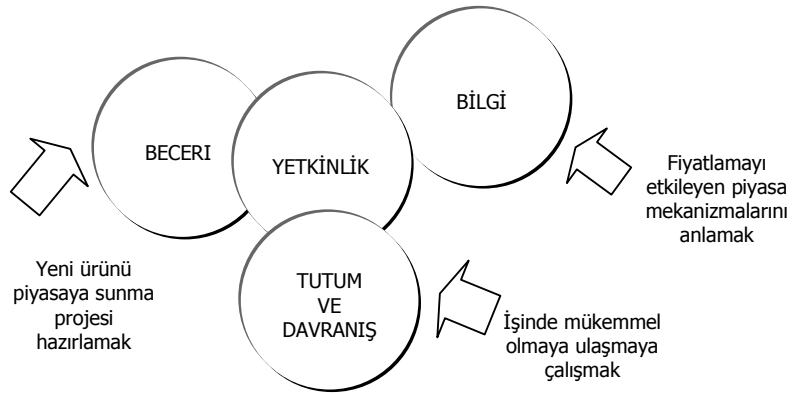 BİLGİ
BECERI
YETKİNLİK
Fiyatlamayı
etkileyen piyasa
mekanizmalarını
anlamak
Yeni ürünü
piyasaya sunma
projesi
hazırlamak
TUTUM
VE
DAVRANIŞ
İşinde mükemmel
olmaya ulaşmaya
çalışmak